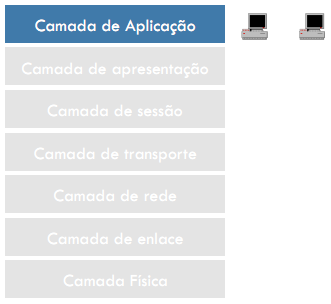 Camada de Aplicação
Camada de apresentação
Camada de sessão
Camada de transporte
Camada de rede
Camada de enlace
Camada Física